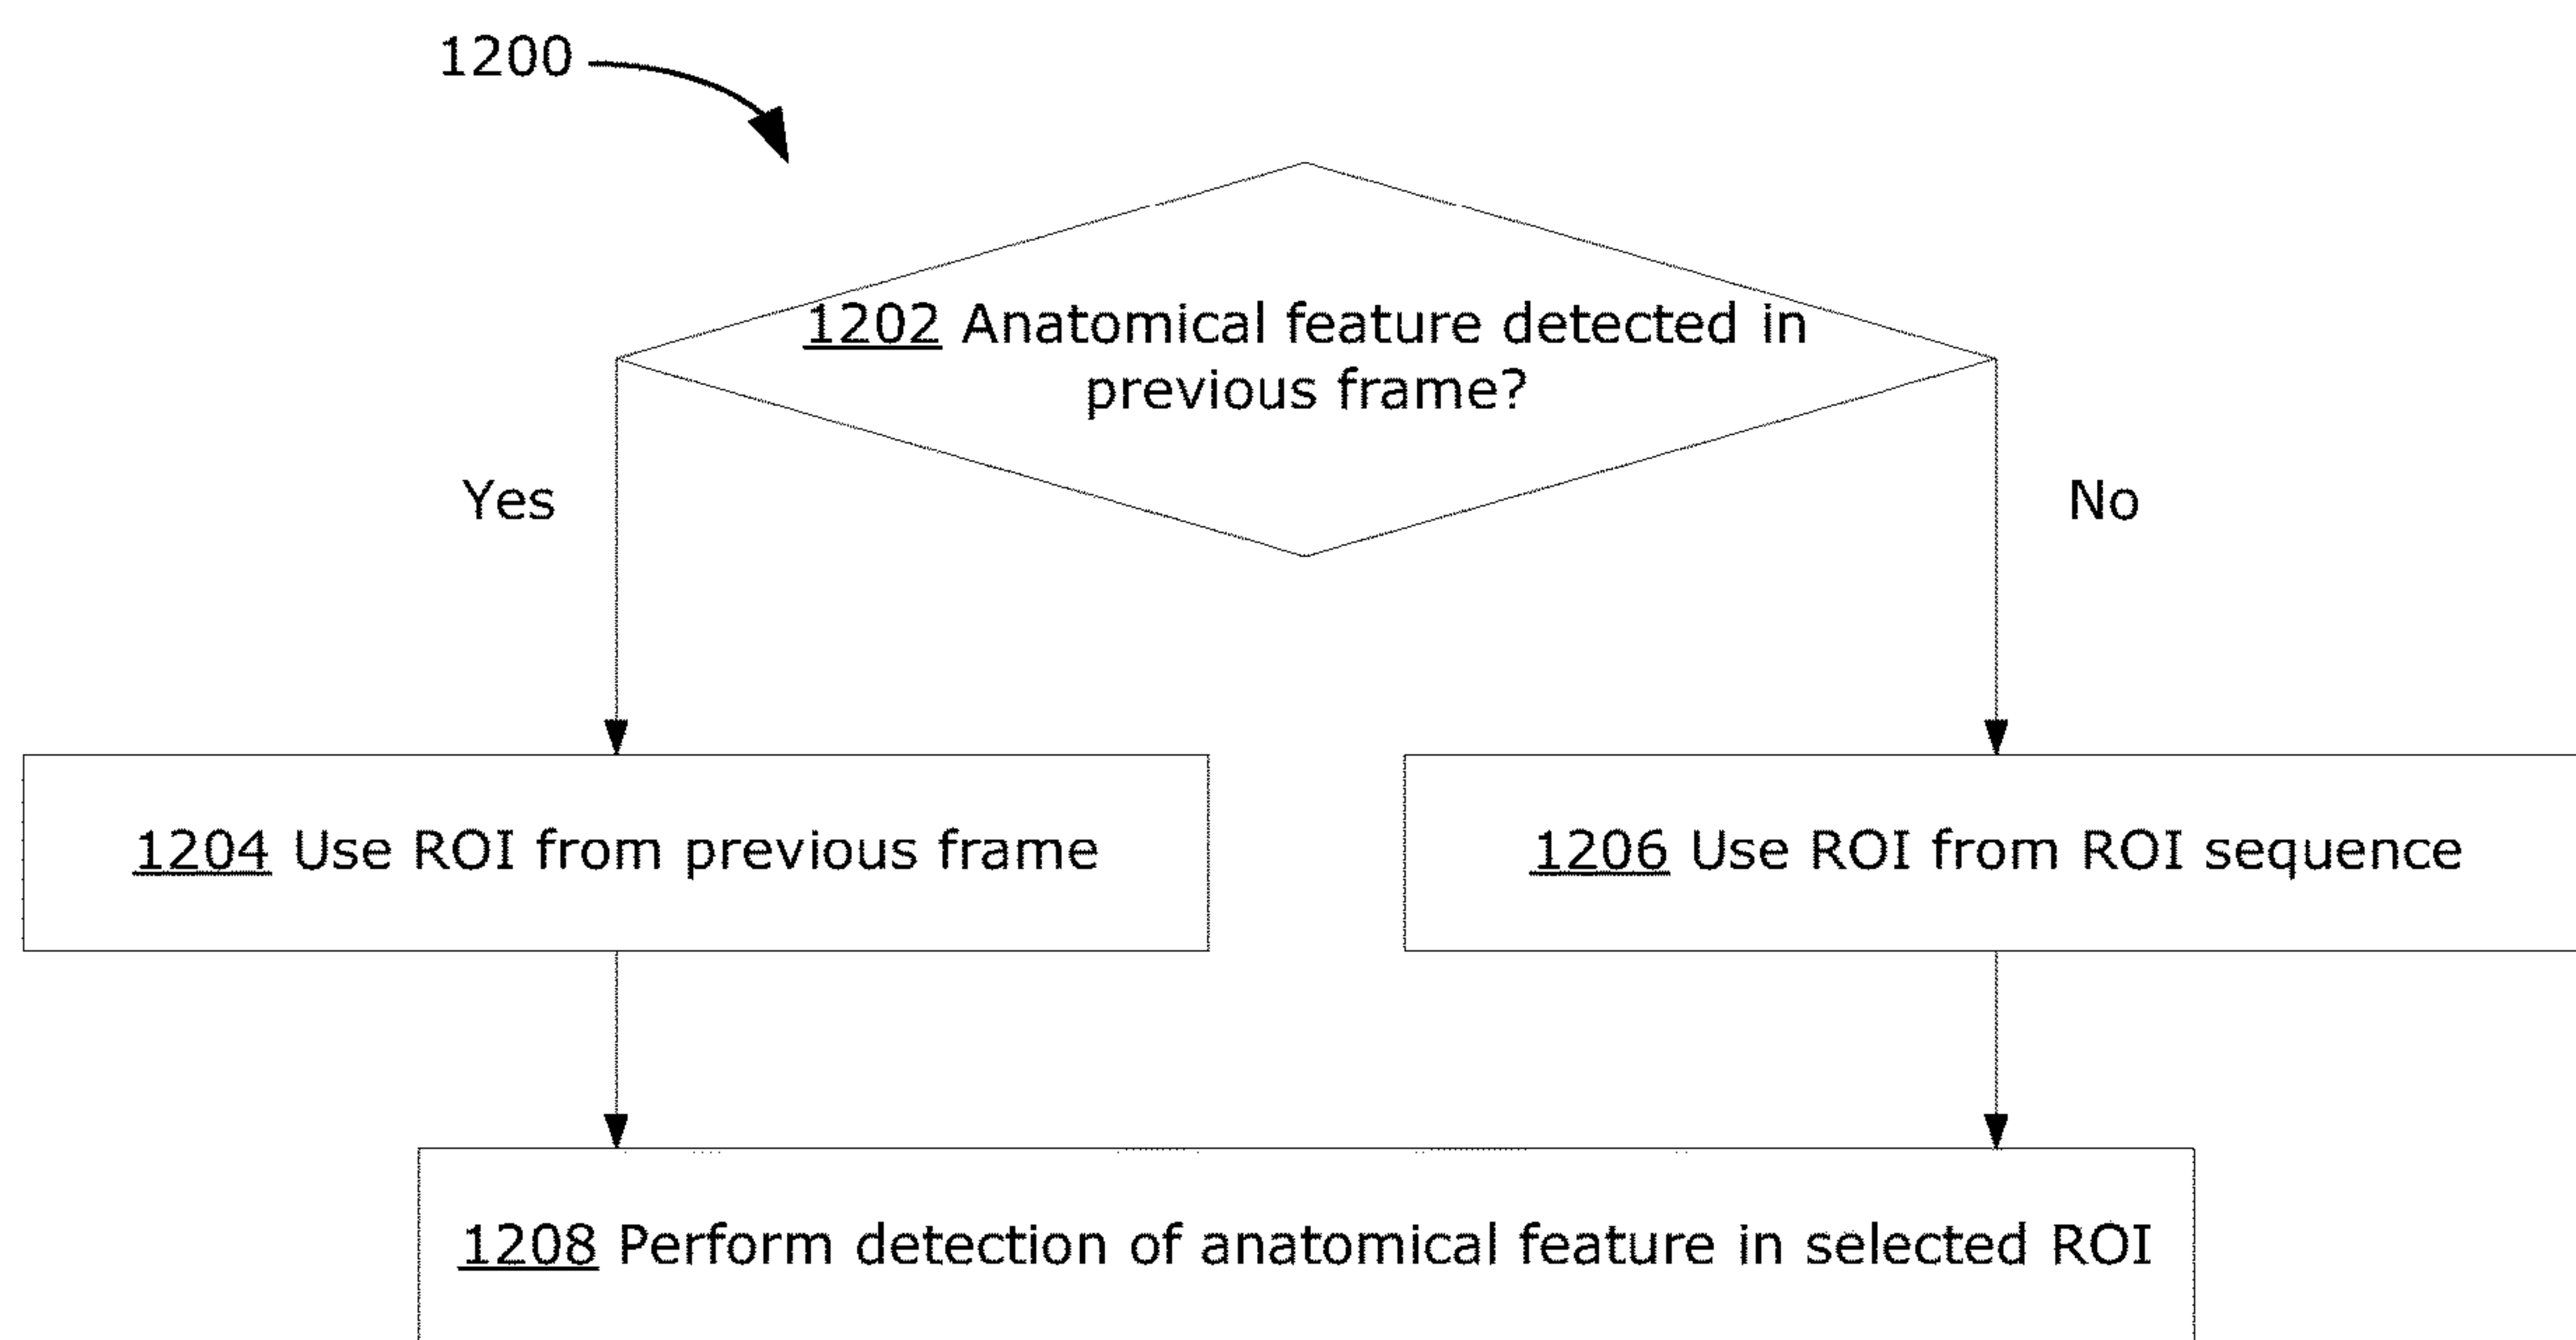 1200
1202 Anatomical feature detected in
previous frame?
Yes
No
1204 Use ROI from previous frame
1206 Use ROI from ROI sequence
1208 Perform detection of anatomical feature in selected ROI